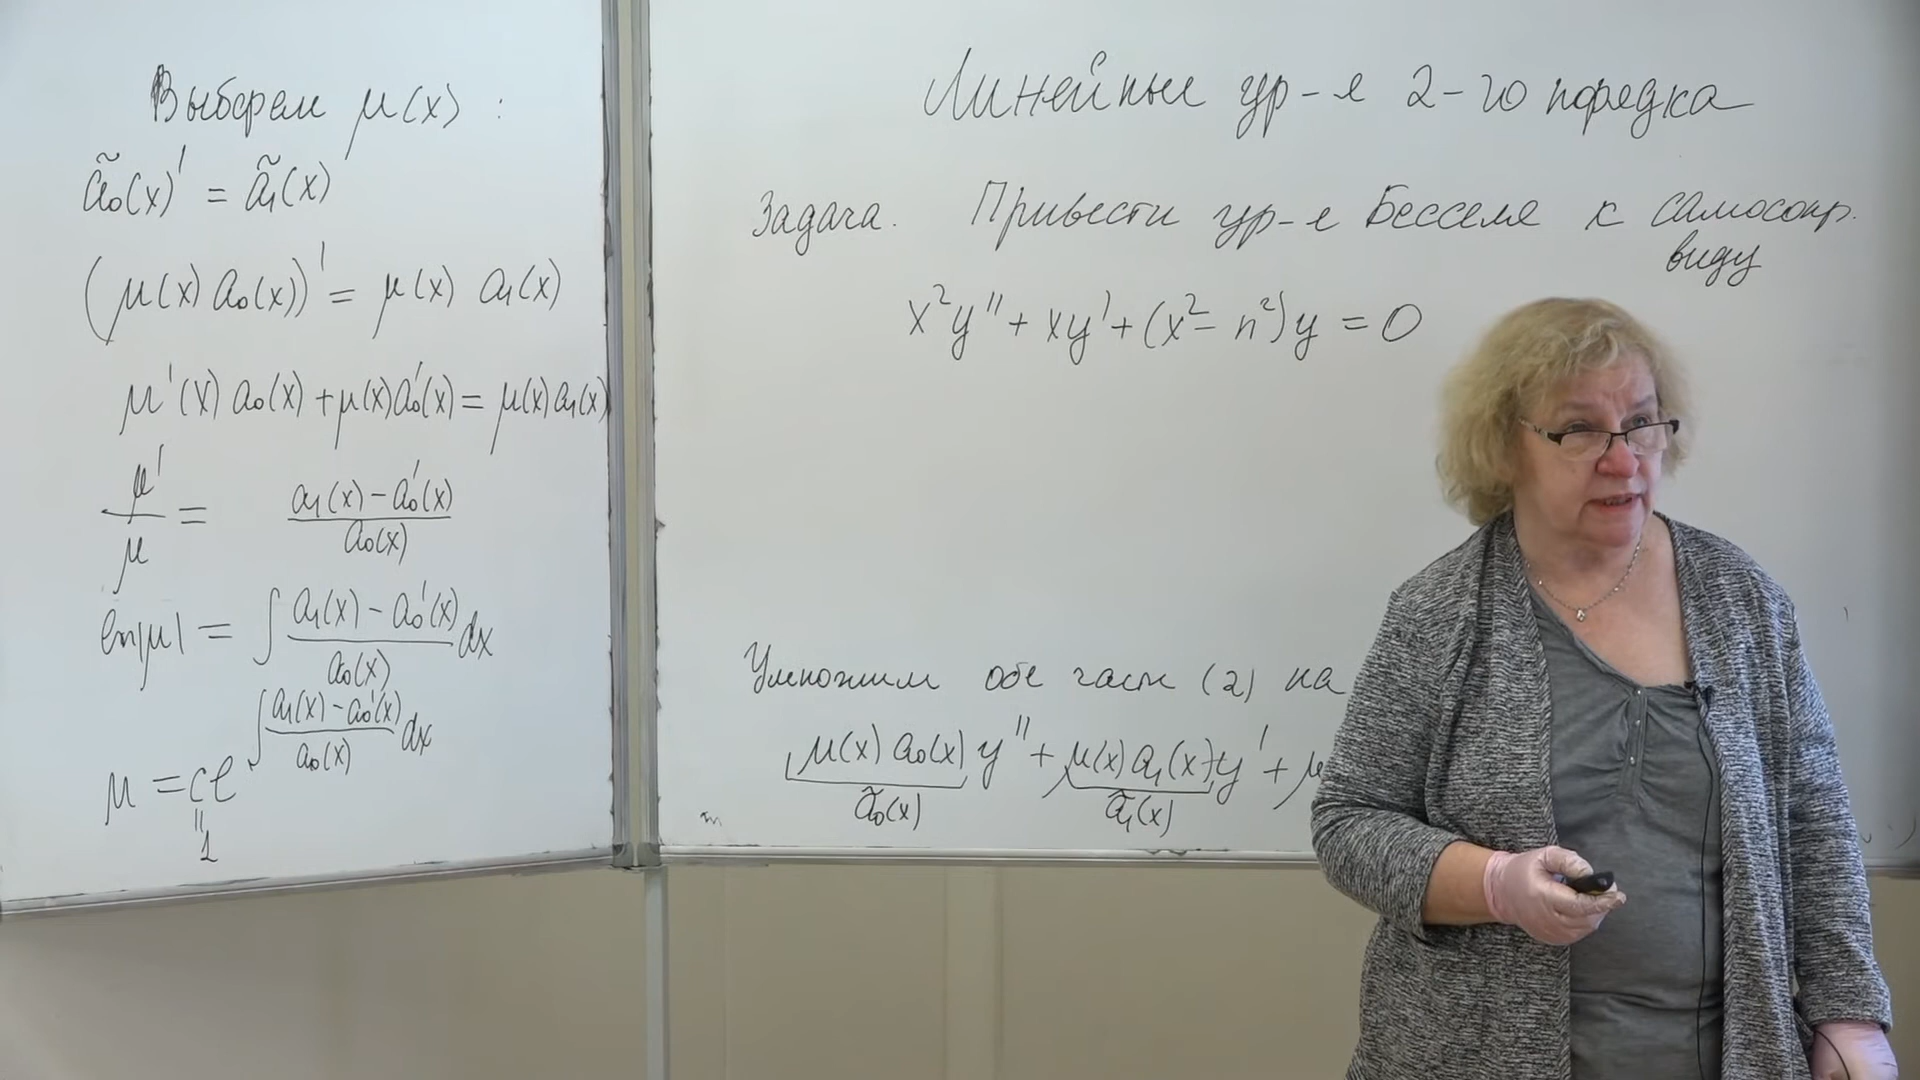 Выберем μ(x) :
ã₀(x)' = ã₁(x)
(μ(x) a₀(x))' = μ(x) a₁(x)
μ'(x) a₀(x) + μ(x) a₀'(x) = μ(x) a₁(x)
μ'/μ = (a₁(x) - a₀'(x))/a₀(x)
ln|μ| = ∫ (a₁(x) - a₀'(x))/a₀(x) dx
μ = c e^{∫ (a₁(x) - a₀'(x))/a₀(x) dx}
"
1
Линейные ур-я 2-го порядка
Задача. Привести ур-е Бесселя к самосопр.
виду
x²y'' + xy' + (x² - n²)y = 0
Умножим обе части (2) на
μ(x) a₀(x) y'' + μ(x) a₁(x) y' + μ
ã₀(x) ã₁(x)